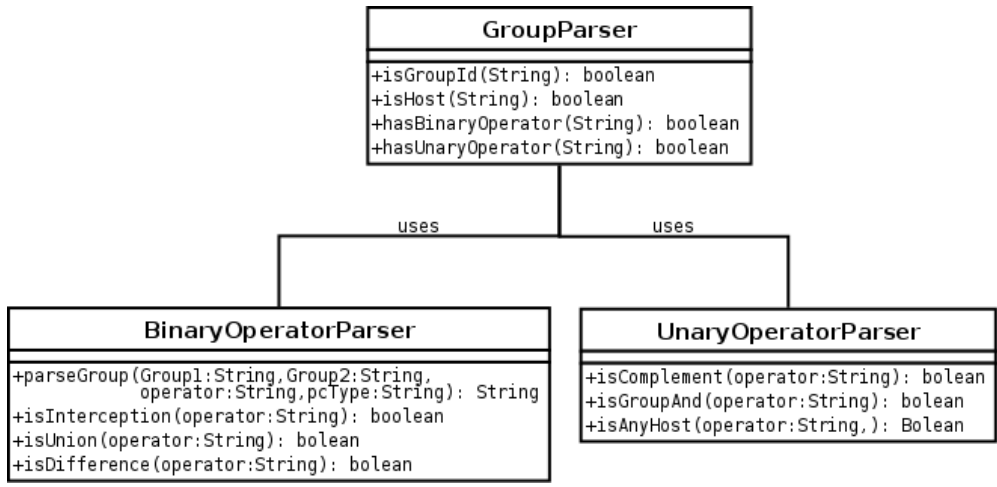 GroupParser
+isGroupId(String): boolean
+isHost(String): boolean
+hasBinaryOperator(String): boolean
+hasUnaryOperator(String): boolean
uses
uses
BinaryOperatorParser
+parseGroup(Group1:String,Group2:String,
operator:String,pcType:String): String
+isInterception(operator:String): boolean
+isUnion(operator:String): bolean
+isDifference(operator:String): bolean
UnaryOperatorParser
+isComplement(operator:String): bolean
+isGroupAnd(operator:String): bolean
+isAnyHost(operator:String,): Bolean